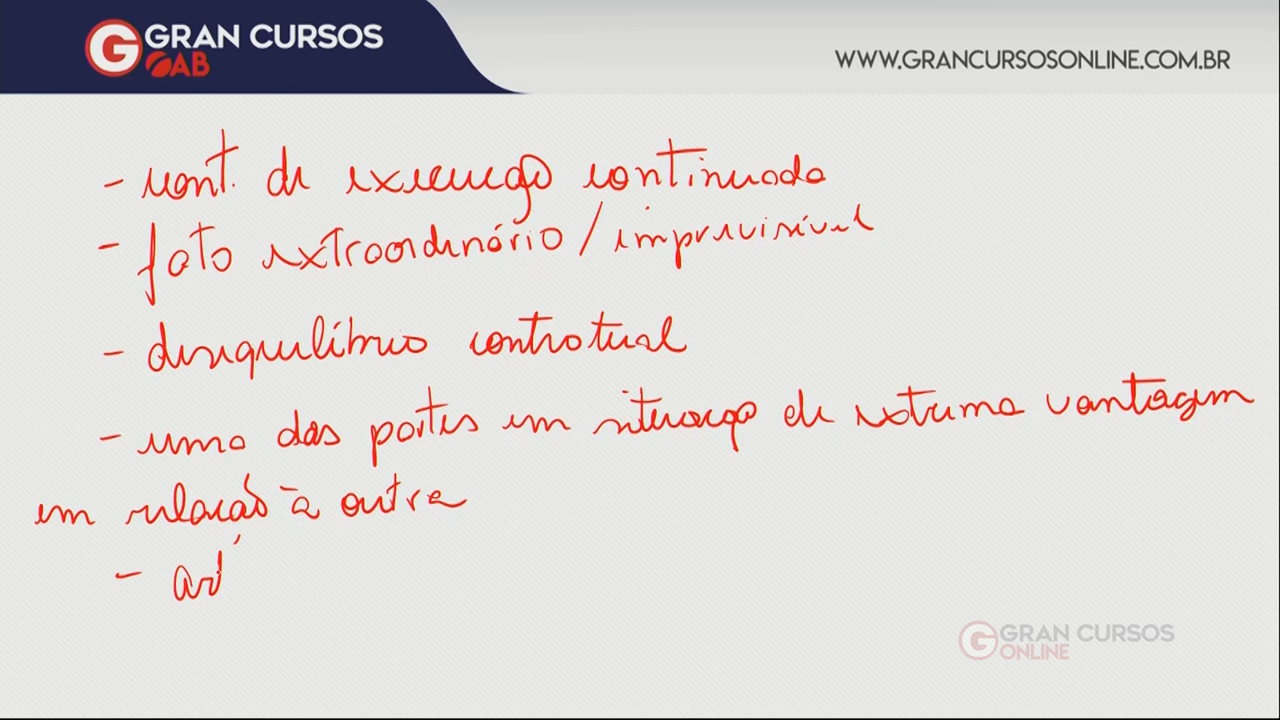 GRAN CURSOS
OAB
WWW.GRANCURSOSONLINE.COM.BR
- cont. de execução continuada
- fato extraordinário / imprevisível
- desequilíbrio contratual
- uma das partes em situação de extrema vantagem
em relação à outra
-
GRAN CURSOS
ONLINE